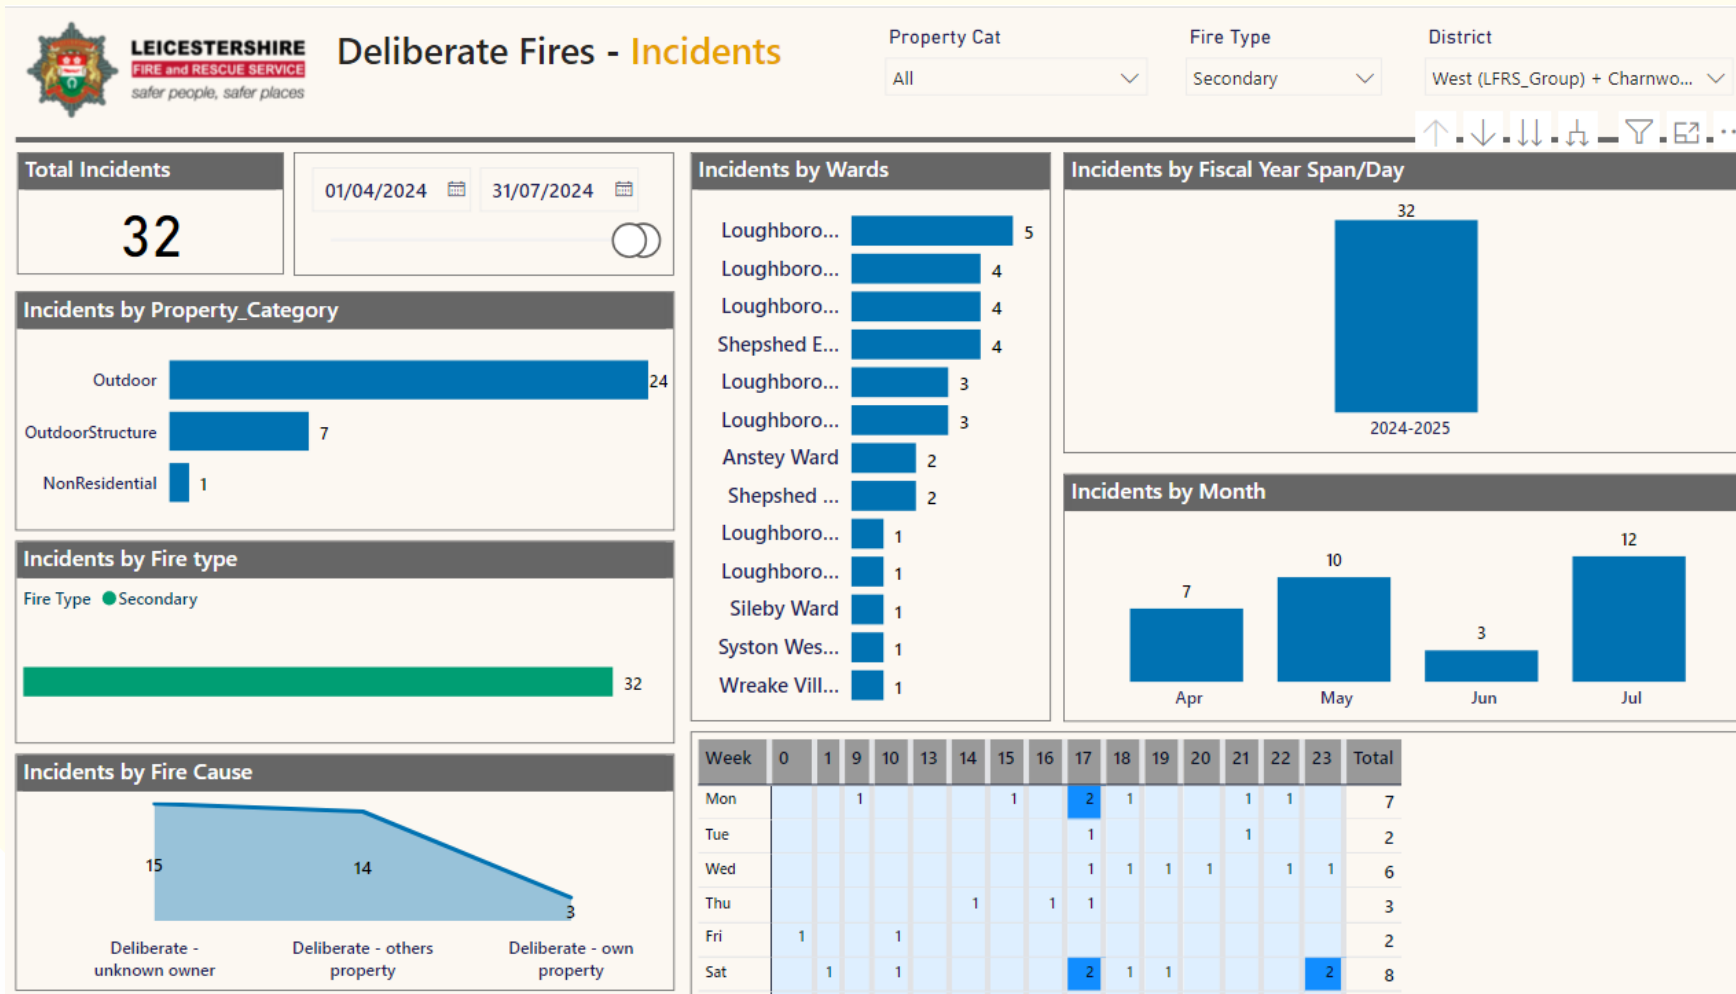 LEICESTERSHIRE
FIRE and RESCUE SERVICE
safer people, safer places
Deliberate Fires - Incidents
Property Cat
All
Fire Type
Secondary
District
West (LFRS_Group) + Charnwo...
Total Incidents
32
01/04/2024
31/07/2024
Incidents by Property_Category
Outdoor 24
OutdoorStructure 7
NonResidential 1
Incidents by Fire type
Fire Type Secondary
32
Incidents by Fire Cause
15 14 3
Deliberate - unknown owner
Deliberate - others property
Deliberate - own property
Incidents by Wards
Loughboro... 5
Loughboro... 4
Loughboro... 4
Shepshed E... 4
Loughboro... 3
Loughboro... 3
Anstey Ward 2
Shepshed ... 2
Loughboro... 1
Loughboro... 1
Sileby Ward 1
Syston Wes... 1
Wreake Vill... 1
Incidents by Fiscal Year Span/Day
32
2024-2025
Incidents by Month
7 10 3 12
Apr May Jun Jul
Week 0 1 9 10 13 14 15 16 17 18 19 20 21 22 23 Total
Mon 1 1 2 1 1 1 7
Tue 1 1 2
Wed 1 1 1 1 1 1 6
Thu 1 1 1 3
Fri 1 1 2
Sat 1 1 2 1 1 2 8